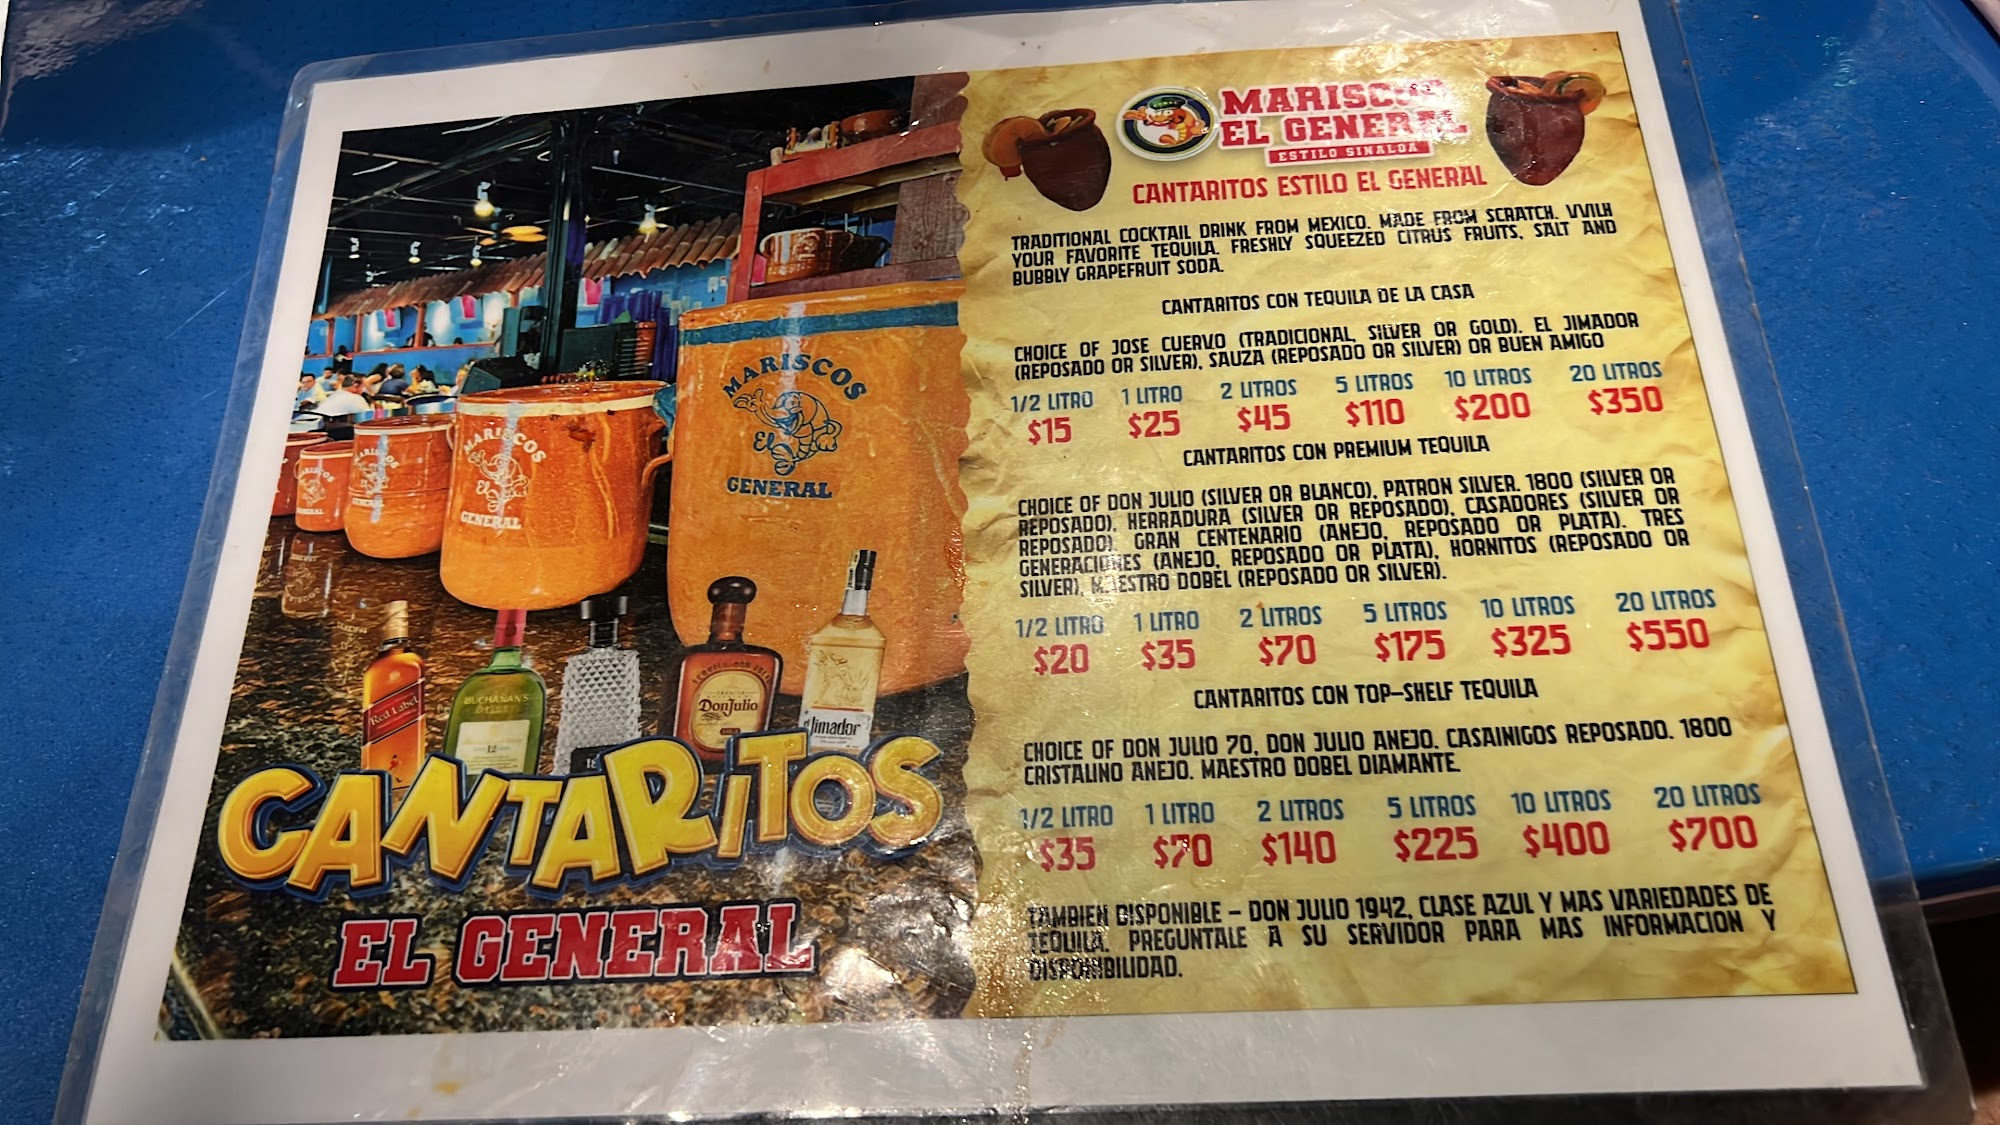 MARISCOS
EL GENERAL
ESTILO SINALOA
CANTARITOS ESTILO EL GENERAL
TRADITIONAL COCKTAIL DRINK FROM MEXICO. MADE FROM SCRATCH. VVILH
YOUR FAVORITE TEQUILA. FRESHLY SQUEEZED CITRUS FRUITS, SALT AND
BUBBLY GRAPEFRUIT SODA.
CANTARITOS CON TEQUILA DE LA CASA
CHOICE OF JOSE CUERVO (TRADICIONAL, SILVER OR GOLD). EL JIMADOR
(REPOSADO OR SILVER), SAUZA (REPOSADO OR SILVER) OR BUEN AMIGO
1/2 LITRO 1 LITRO 2 LITROS 5 LITROS 10 LITROS 20 LITROS
$15 $25 $45 $110 $200 $350
CANTARITOS CON PREMIUM TEQUILA
CHOICE OF DON JULIO (SILVER OR BLANCO), PATRON SILVER. 1800 (SILVER OR
REPOSADO), HERRADURA (SILVER OR REPOSADO), CASADORES (SILVER OR
REPOSADO). GRAN CENTENARIO (ANEJO, REPOSADO OR PLATA). TRES
GENERACIONES (ANEJO, REPOSADO OR PLATA), HORNITOS (REPOSADO OR
SILVER), MAESTRO DOBEL (REPOSADO OR SILVER).
1/2 LITRO 1 LITRO 2 LITROS 5 LITROS 10 LITROS 20 LITROS
$20 $35 $70 $175 $325 $550
CANTARITOS CON TOP-SHELF TEQUILA
CHOICE OF DON JULIO 70, DON JULIO ANEJO. CASAINIGOS REPOSADO. 1800
CRISTALINO ANEJO. MAESTRO DOBEL DIAMANTE.
1/2 LITRO 1 LITRO 2 LITROS 5 LITROS 10 LITROS 20 LITROS
$35 $70 $140 $225 $400 $700
TAMBIEN DISPONIBLE – DON JULIO 1942, CLASE AZUL Y MAS VARIEDADES DE
TEQUILA. PREGUNTALE A SU SERVIDOR PARA MAS INFORMACION Y
DISPONIBILIDAD.
MARISCOS
El
GENERAL
MARISCOS
El
GENERAL
Red Label
BUCHANAN'S
12
18
DonJulio
Jimador
CANTARITOS
EL GENERAL